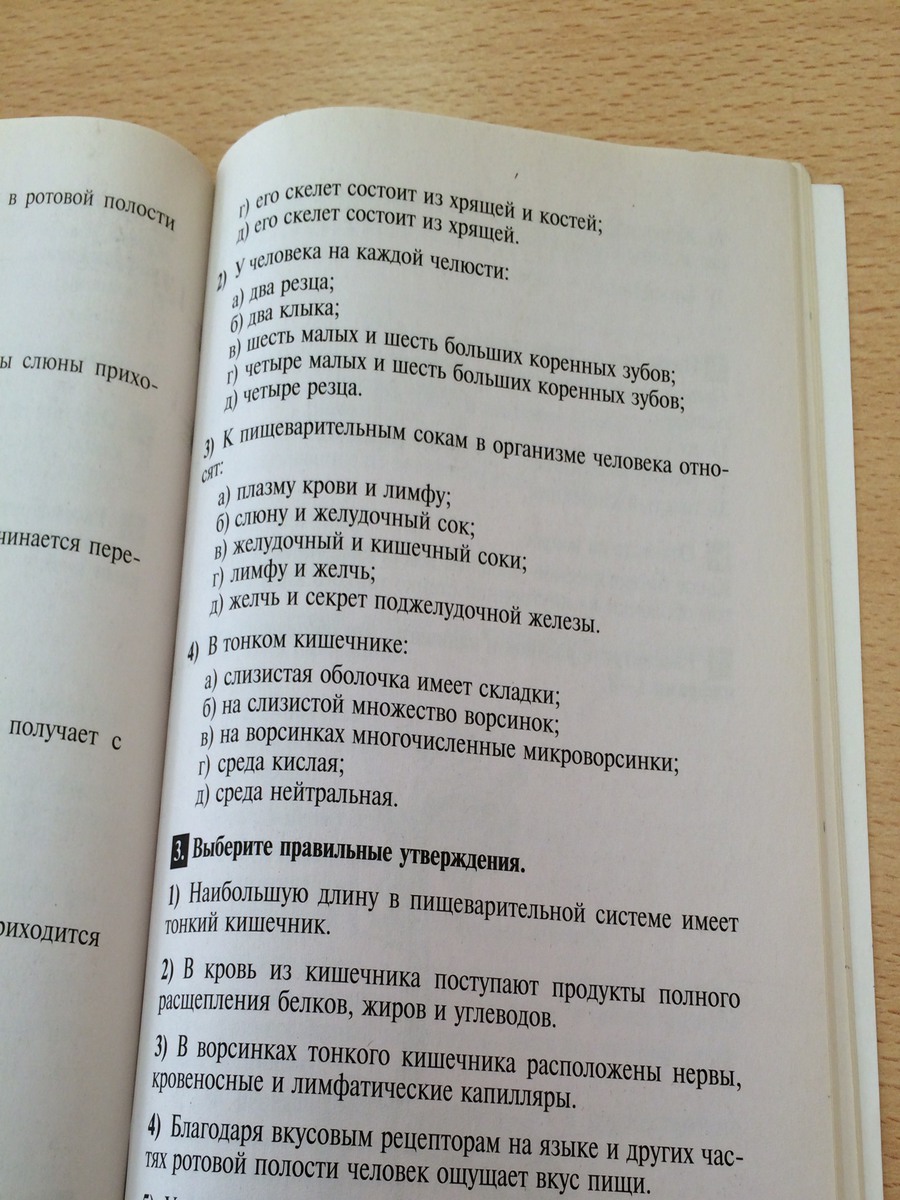 в ротовой полости
ы слюны прихо-
чинается пере-
получает с
риходится
г) его скелет состоит из хрящей и костей;
д) его скелет состоит из хрящей.
2) У человека на каждой челюсти:
а) два резца;
б) два клыка;
в) шесть малых и шесть больших коренных зубов;
г) четыре малых и шесть больших коренных зубов;
д) четыре резца.
3) К пищеварительным сокам в организме человека отно-
сят:
а) плазму крови и лимфу;
б) слюну и желудочный сок;
в) желудочный и кишечный соки;
г) лимфу и желчь;
д) желчь и секрет поджелудочной железы.
4) В тонком кишечнике:
а) слизистая оболочка имеет складки;
б) на слизистой множество ворсинок;
в) на ворсинках многочисленные микроворсинки;
г) среда кислая;
д) среда нейтральная.
3. Выберите правильные утверждения.
1) Наибольшую длину в пищеварительной системе имеет
тонкий кишечник.
2) В кровь из кишечника поступают продукты полного
расщепления белков, жиров и углеводов.
3) В ворсинках тонкого кишечника расположены нервы,
кровеносные и лимфатические капилляры.
4) Благодаря вкусовым рецепторам на языке и других час-
тях ротовой полости человек ощущает вкус пищи.